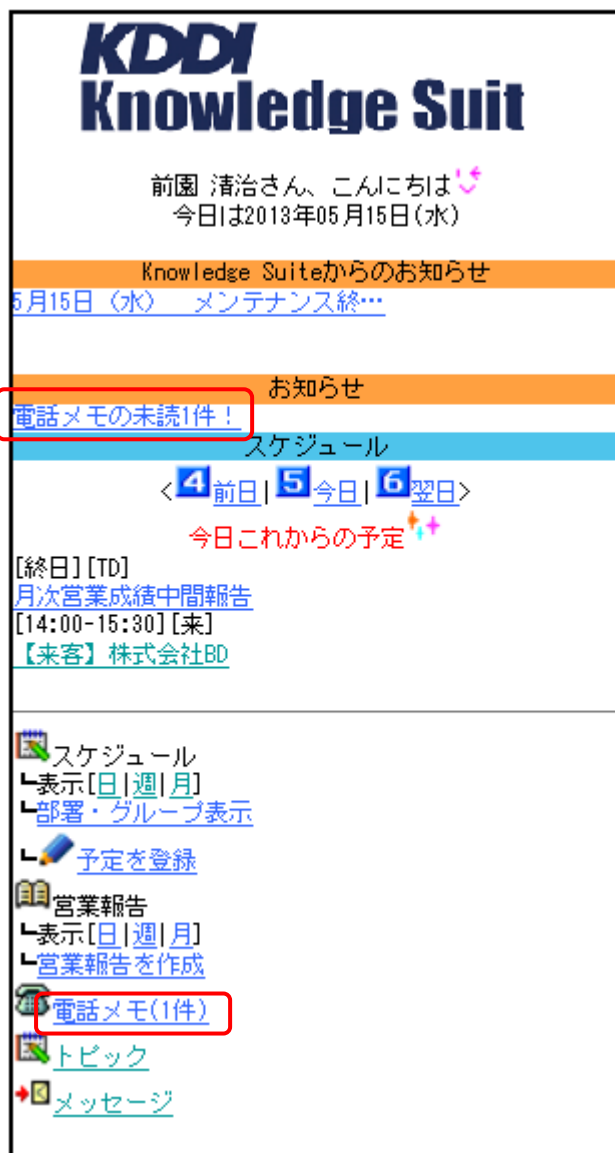 KDDI
Knowledge Suit
前園 清治さん、こんにちは
今日は2013年05月15日(水)
Knowledge Suiteからのお知らせ
5月15日（水）　メンテナンス終…
お知らせ
電話メモの未読1件！
スケジュール
<4前日|5今日|6翌日>
今日これからの予定
[終日][TD]
月次営業成績中間報告
[14:00-15:30][来]
【来客】株式会社BD
スケジュール
┗表示[日|週|月]
┗部署・グループ表示
┗予定を登録
営業報告
┗表示[日|週|月]
┗営業報告を作成
電話メモ(1件)
トピック
メッセージ